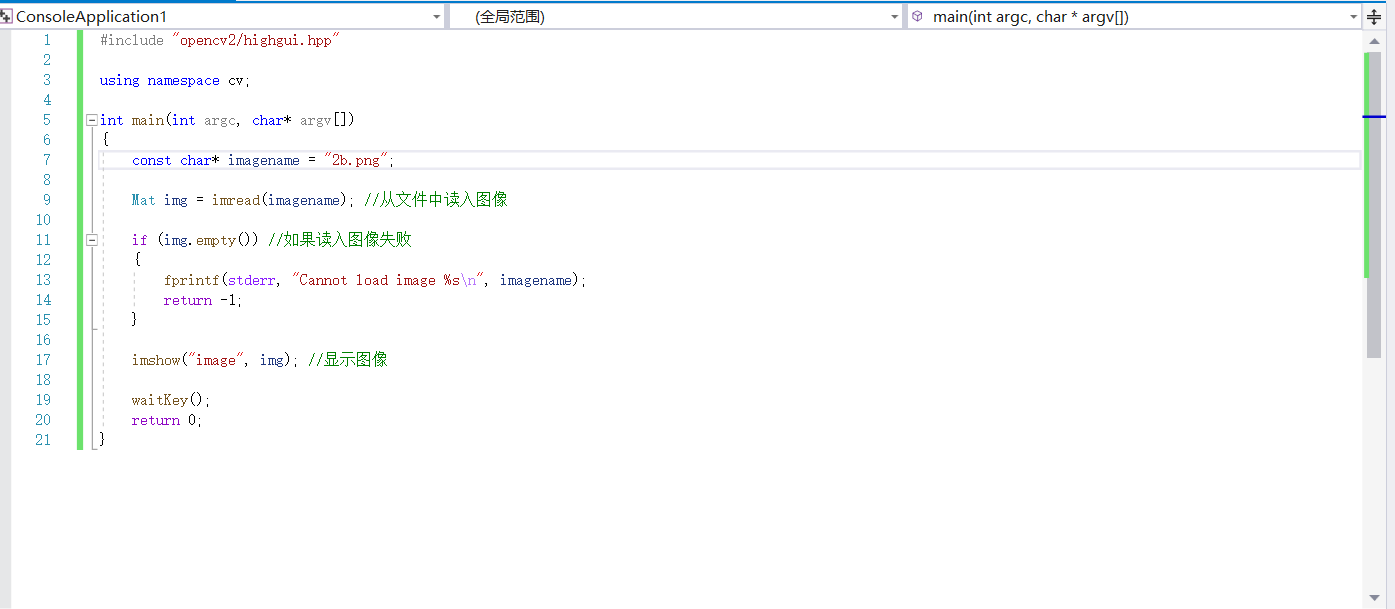 ConsoleApplication1 (全局范围) main(int argc, char * argv[])
1 #include "opencv2/highgui.hpp"
2
3 using namespace cv;
4
5 int main(int argc, char* argv[])
6 {
7 const char* imagename = "2b.png";
8
9 Mat img = imread(imagename); //从文件中读入图像
10
11 if (img.empty()) //如果读入图像失败
12 {
13 fprintf(stderr, "Cannot load image %s\n", imagename);
14 return -1;
15 }
16
17 imshow("image", img); //显示图像
18
19 waitKey();
20 return 0;
21 }